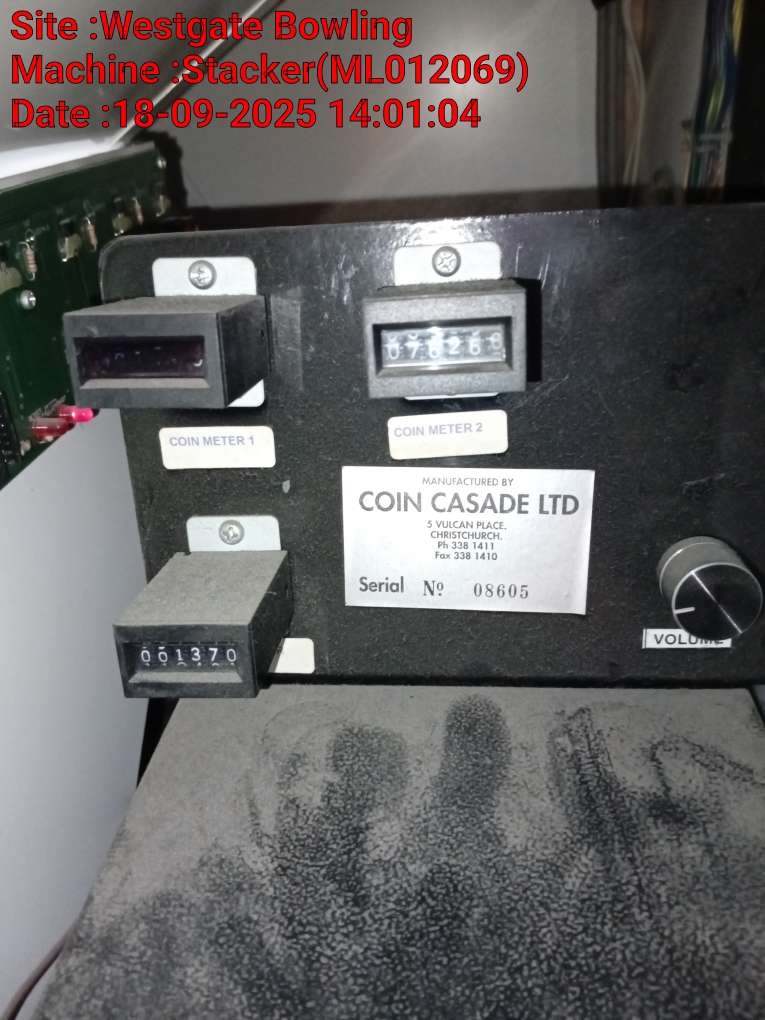 Site :Westgate Bowling
Machine :Stacker(ML012069)
Date :18-09-2025 14:01:04
COIN METER 1
COIN METER 2
MANUFACTURED BY
COIN CASADE LTD
5 VULCAN PLACE.
CHRISTCHURCH.
Ph 338 1411
Fax 338 1410
Serial Nº 08605
VOLUME
001370